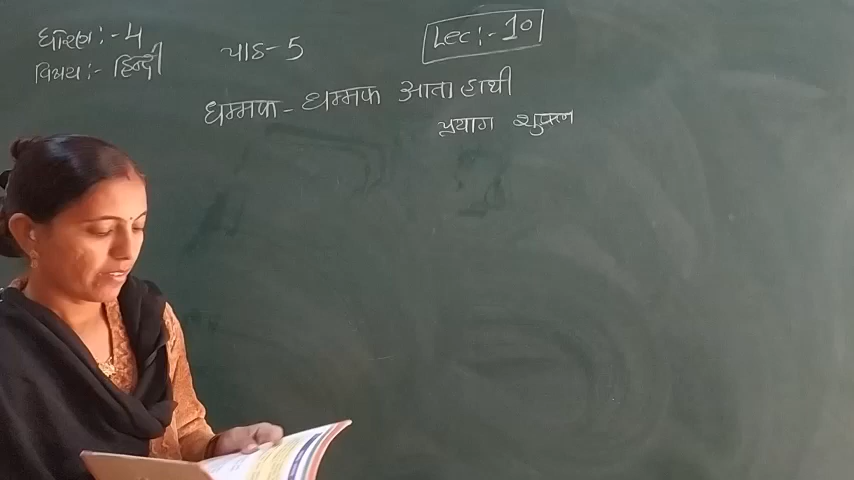 धोरण:- 4
विषय:- हिन्दी
पाठ- 5
Lec:- 10
धम्मक - धम्मक आता हाथी
प्रयाग शुक्ल